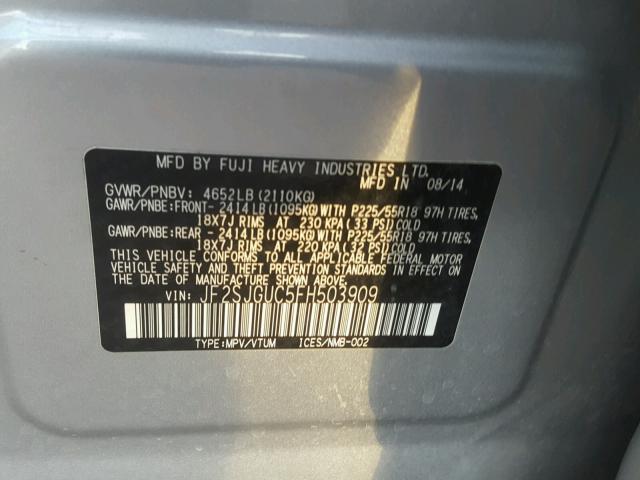 MFD BY FUJI HEAVY INDUSTRIES LTD.
MFD IN 08/14
GVWR/PNBV: 4652LB (2110KG)
GAWR/PNBE:FRONT- 2414LB (1095KG) WITH P225/55R18 97H TIRES,
18X7J RIMS AT 230 KPA (33 PSI) COLD
GAWR/PNBE:REAR - 2414LB (1095KG) WITH P225/55R18 97H TIRES,
18X7J RIMS AT 220 KPA (32 PSI) COLD
THIS VEHICLE CONFORMS TO ALL APPLICABLE FEDERAL MOTOR
VEHICLE SAFETY AND THEFT PREVENTION STANDARDS IN EFFECT ON
THE DATE OF MANUFACTURE SHOWN ABOVE.
VIN: JF2SJGUC5FH503909
TYPE:MPV/VTUM ICES/NMB-002